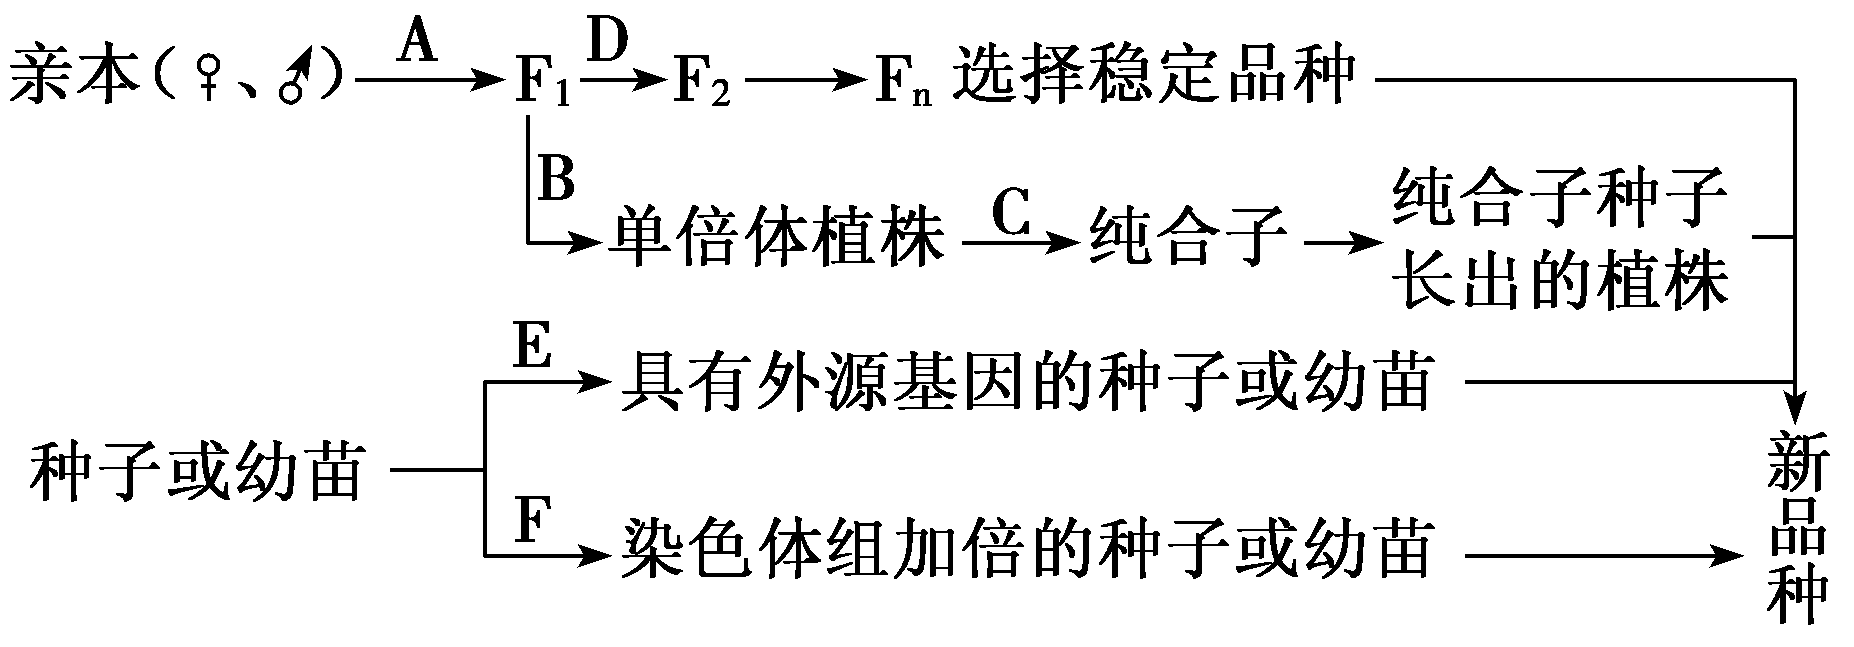 A D
亲本(♀、♂) F₁ F₂ Fₙ 选择稳定品种
B
单倍体植株 C 纯合子 纯合子种子
长出的植株
E
具有外源基因的种子或幼苗
种子或幼苗
F
染色体组加倍的种子或幼苗
新品种